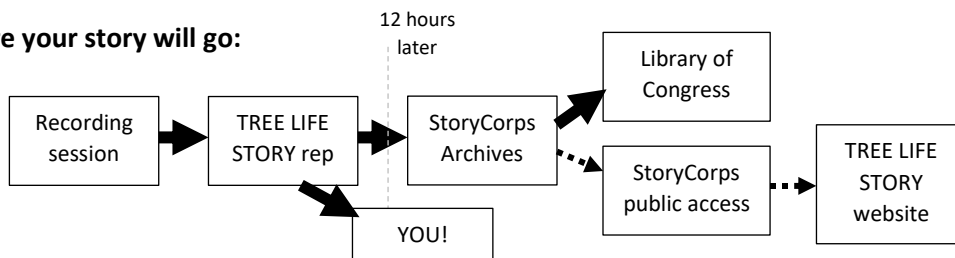 e your story will go:
12 hours
later
Recording
session
TREE LIFE
STORY rep
StoryCorps
Archives
Library of
Congress
StoryCorps
public access
TREE LIFE
STORY
website
YOU!